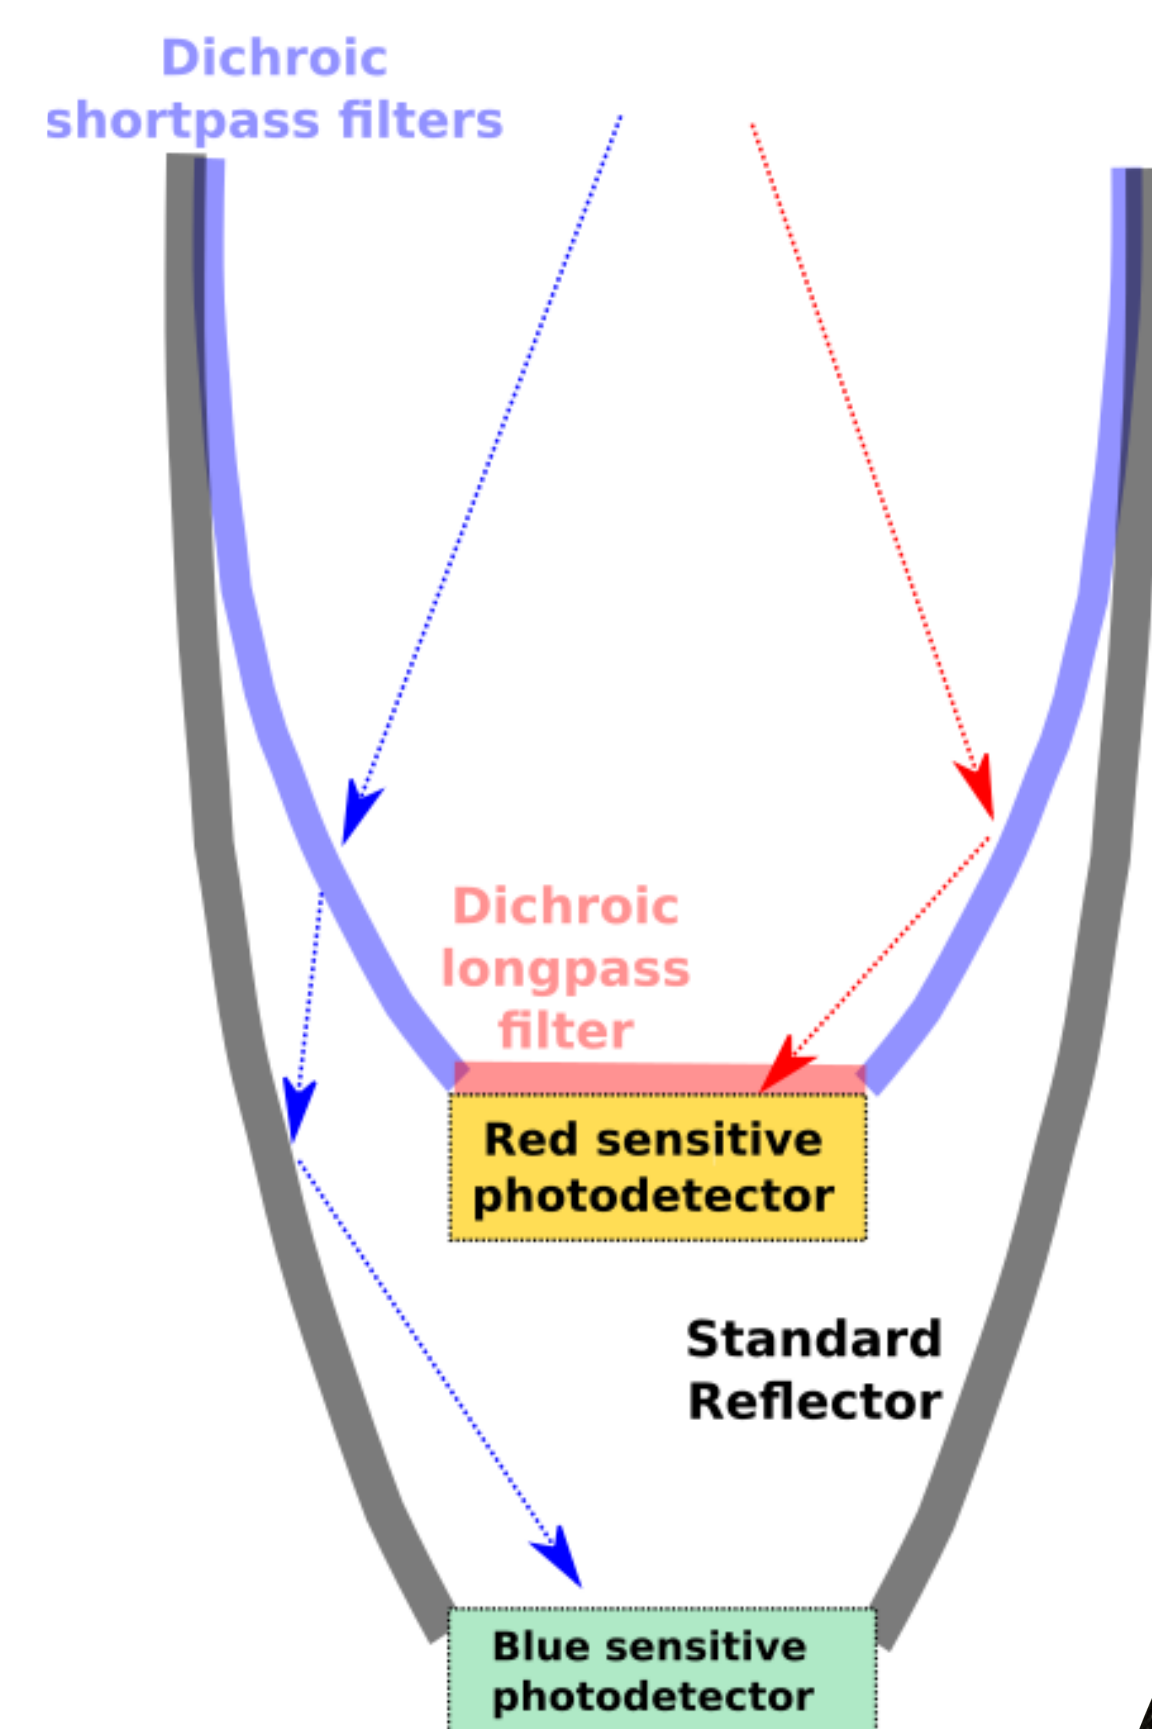 Dichroic
shortpass filters
Dichroic
longpass
filter
Red sensitive
photodetector
Standard
Reflector
Blue sensitive
photodetector